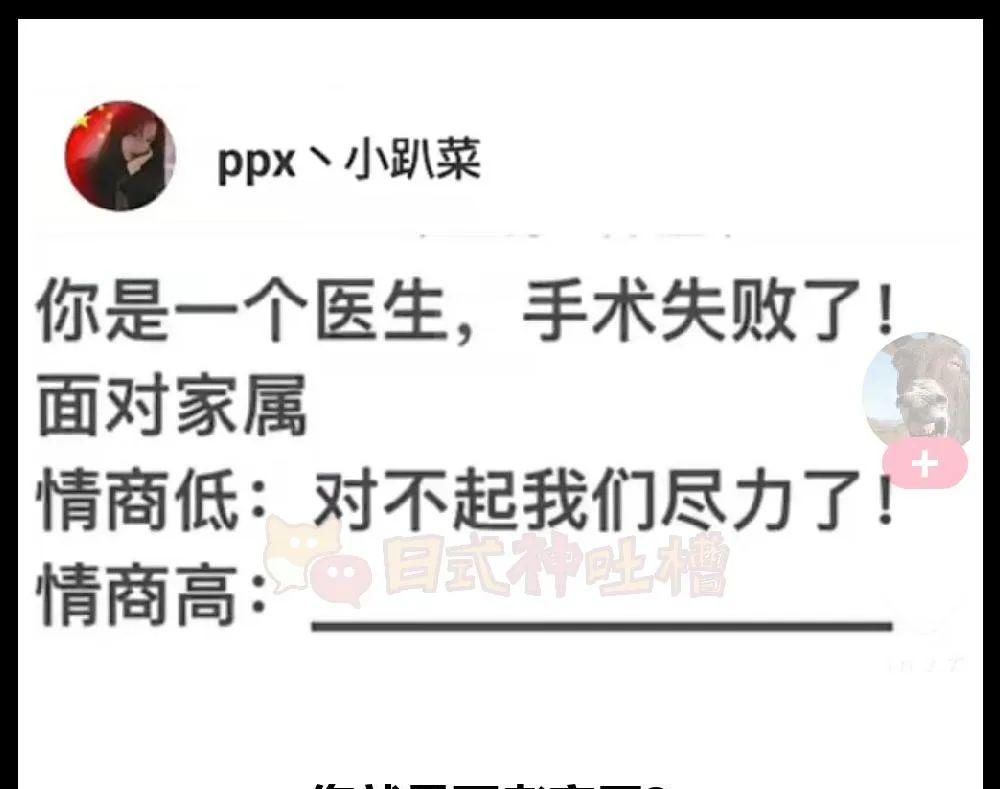 ppx丶小趴菜
你是一个医生，手术失败了！
面对家属
情商低：对不起我们尽力了！
日式神吐槽
情商高：